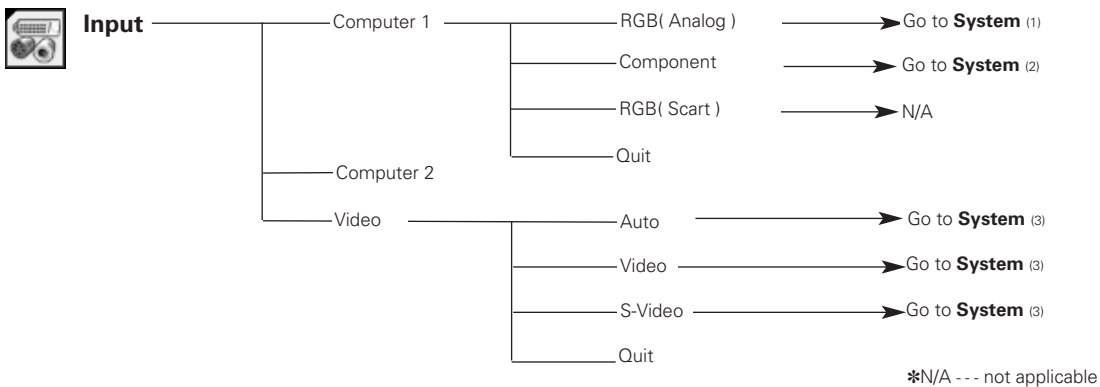 Input Computer 1 RGB( Analog ) Go to System (1)
Component Go to System (2)
RGB( Scart ) N/A
Quit
Computer 2
Video Auto Go to System (3)
Video Go to System (3)
S-Video Go to System (3)
Quit
✽N/A - - - not applicable